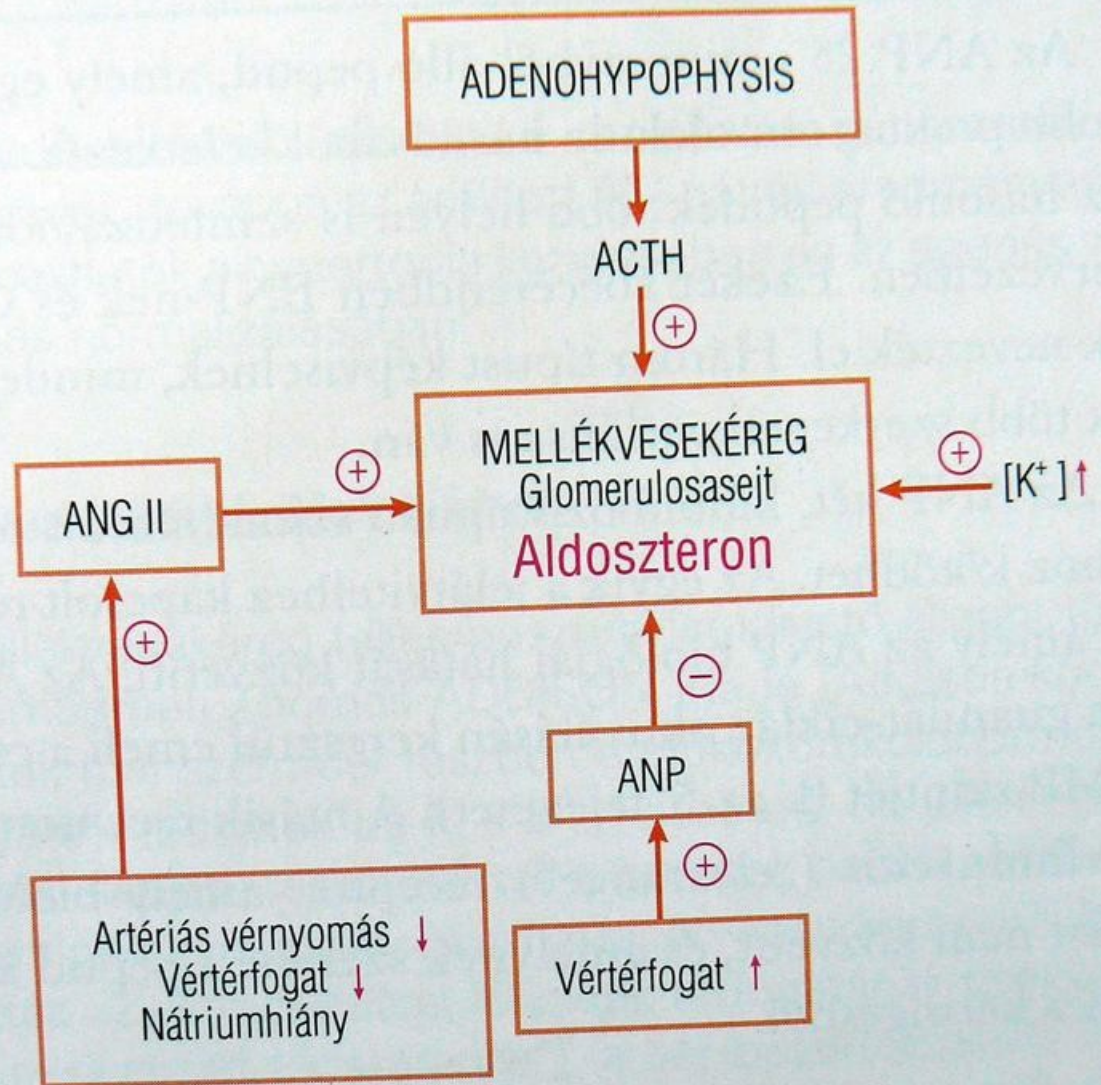 ADENOHYPOPHYSIS
ACTH
+
MELLÉKVESEKÉREG
Glomerulosasejt
Aldoszteron
+
[K⁺]↑
ANG II
+
+
−
ANP
+
Artériás vérnyomás ↓
Vértérfogat ↓
Nátriumhiány
Vértérfogat ↑